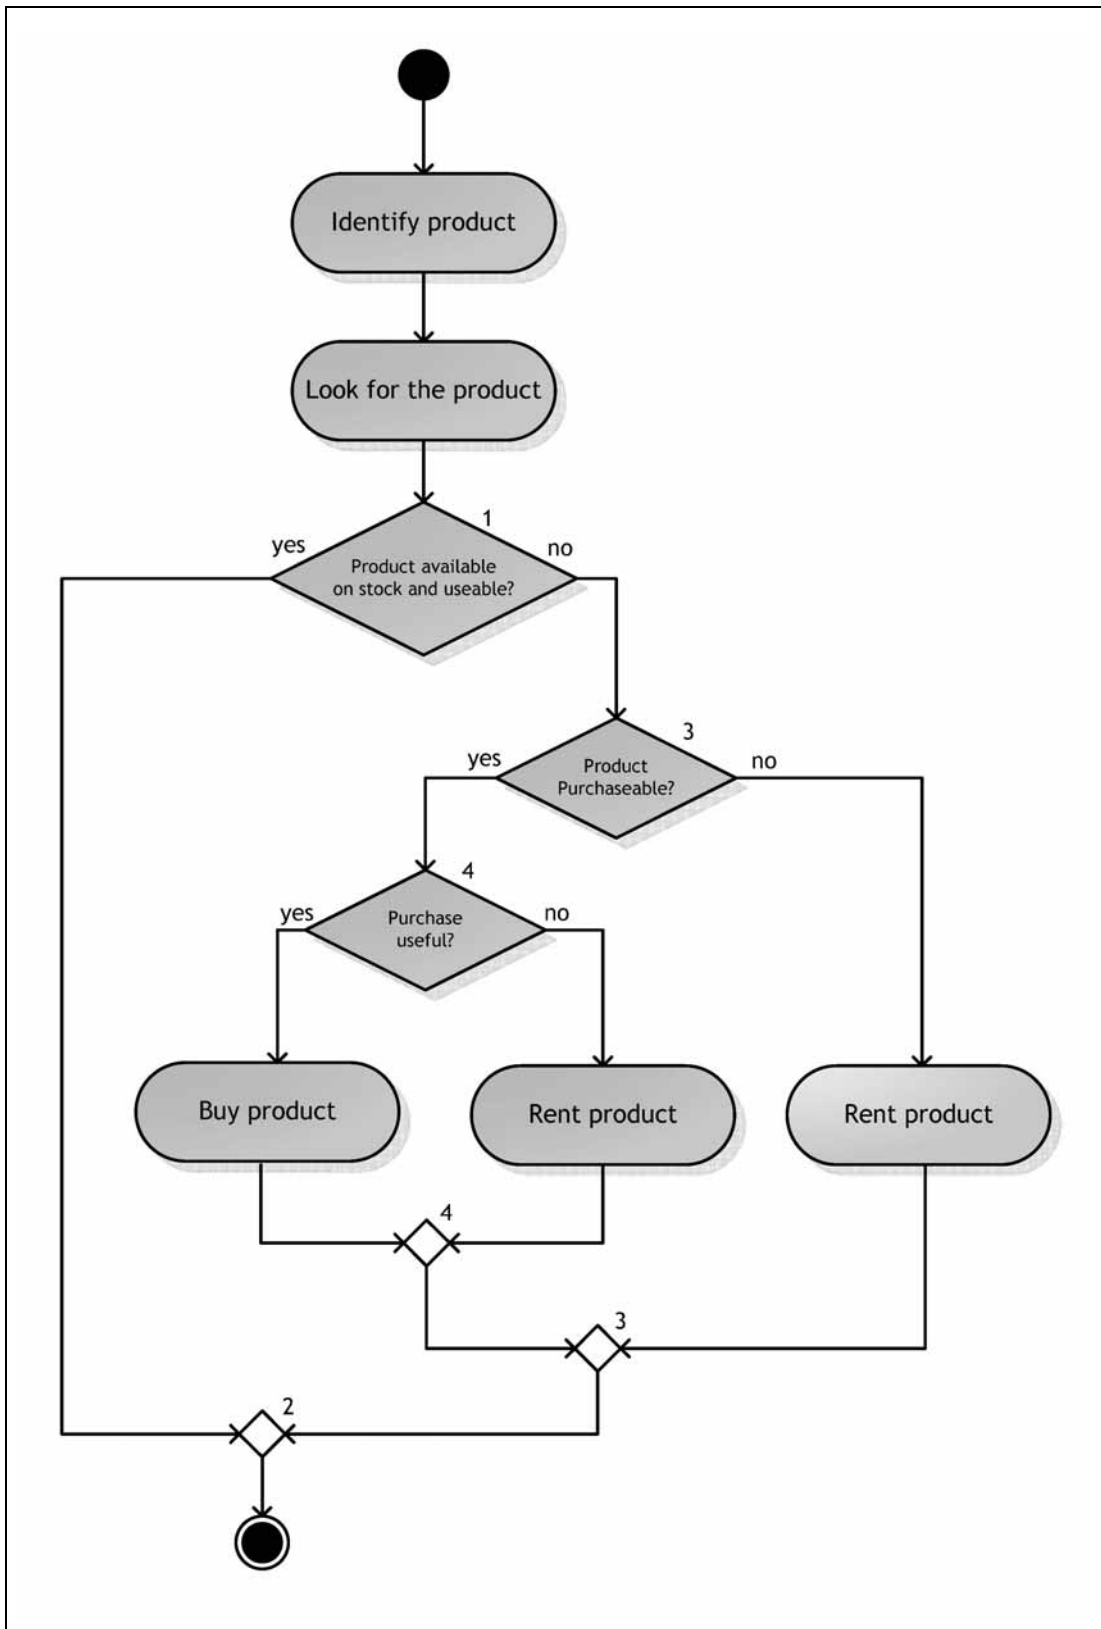 Identify product
Look for the product
1
yes
no
Product available
on stock and useable?
3
yes
no
Product
Purchaseable?
4
yes
no
Purchase
useful?
Buy product
Rent product
Rent product
4
3
2